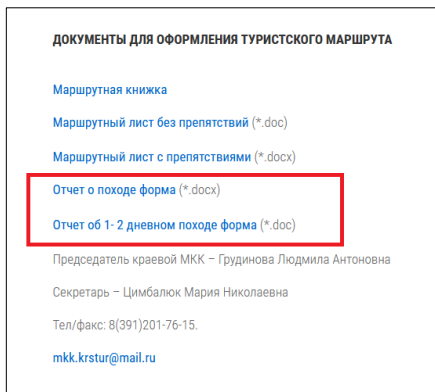 ДОКУМЕНТЫ ДЛЯ ОФОРМЛЕНИЯ ТУРИСТСКОГО МАРШРУТА
Маршрутная книжка
Маршрутный лист без препятствий (*.doc)
Маршрутный лист с препятствиями (*.docx)
Отчет о походе форма (*.docx)
Отчет об 1- 2 дневном походе форма (*.doc)
Председатель краевой МКК – Грудинова Людмила Антоновна
Секретарь – Цимбалюк Мария Николаевна
Тел/факс: 8(391)201-76-15.
mkk.krstur@mail.ru